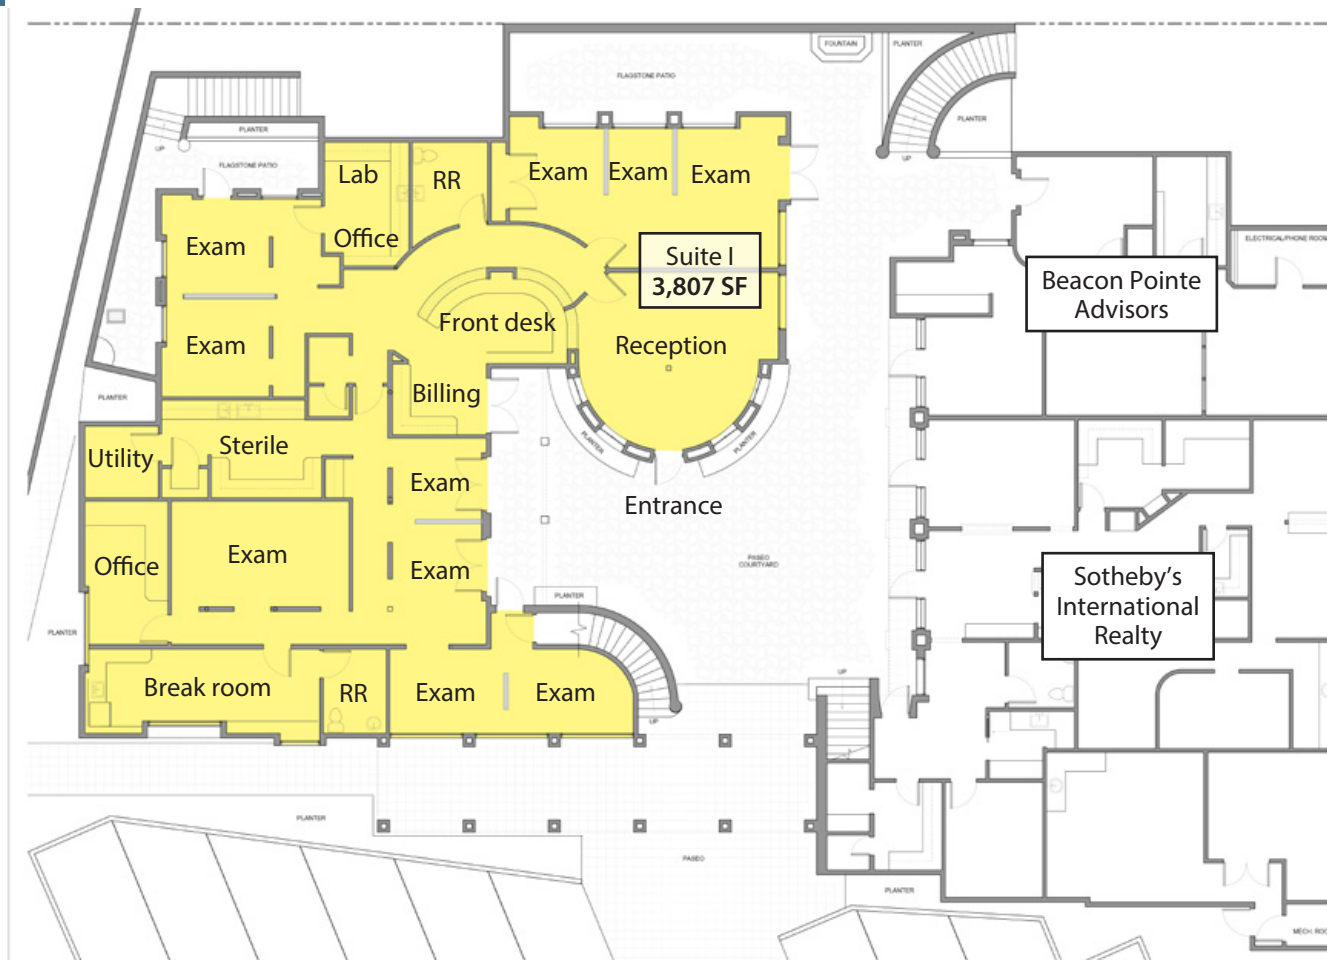 FOUNTAIN
PLANTER
FLAGSTONE PATIO
PLANTER
PLANTER
UP
FLAGSTONE PATIO
UP
Lab
RR
Exam
Exam
Exam
Office
Exam
Suite I
3,807 SF
ELECTRICAL/PHONE ROOM
Beacon Pointe
Advisors
Front desk
Exam
Reception
PLANTER
Billing
PLANTER
PLANTER
Utility
Sterile
Exam
Entrance
Office
Exam
Exam
PASEO
COURTYARD
Sotheby's
International
Realty
PLANTER
PLANTER
Break room
RR
Exam
Exam
UP
UP
PLANTER
PASEO
PLANTER
MECH. ROO